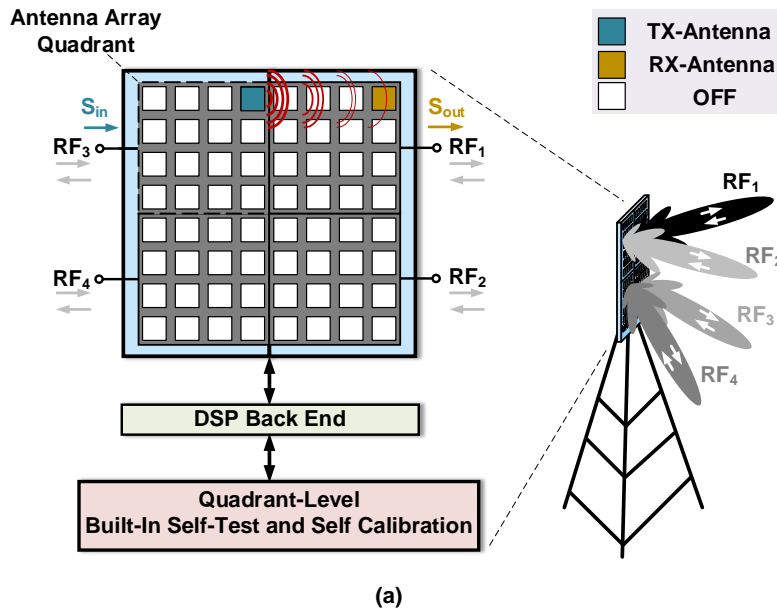 Antenna Array
Quadrant
TX-Antenna
RX-Antenna
OFF
Sin
Sout
RF3
RF1
RF4
RF2
RF1
RF2
RF3
RF4
DSP Back End
Quadrant-Level
Built-In Self-Test and Self Calibration
(a)